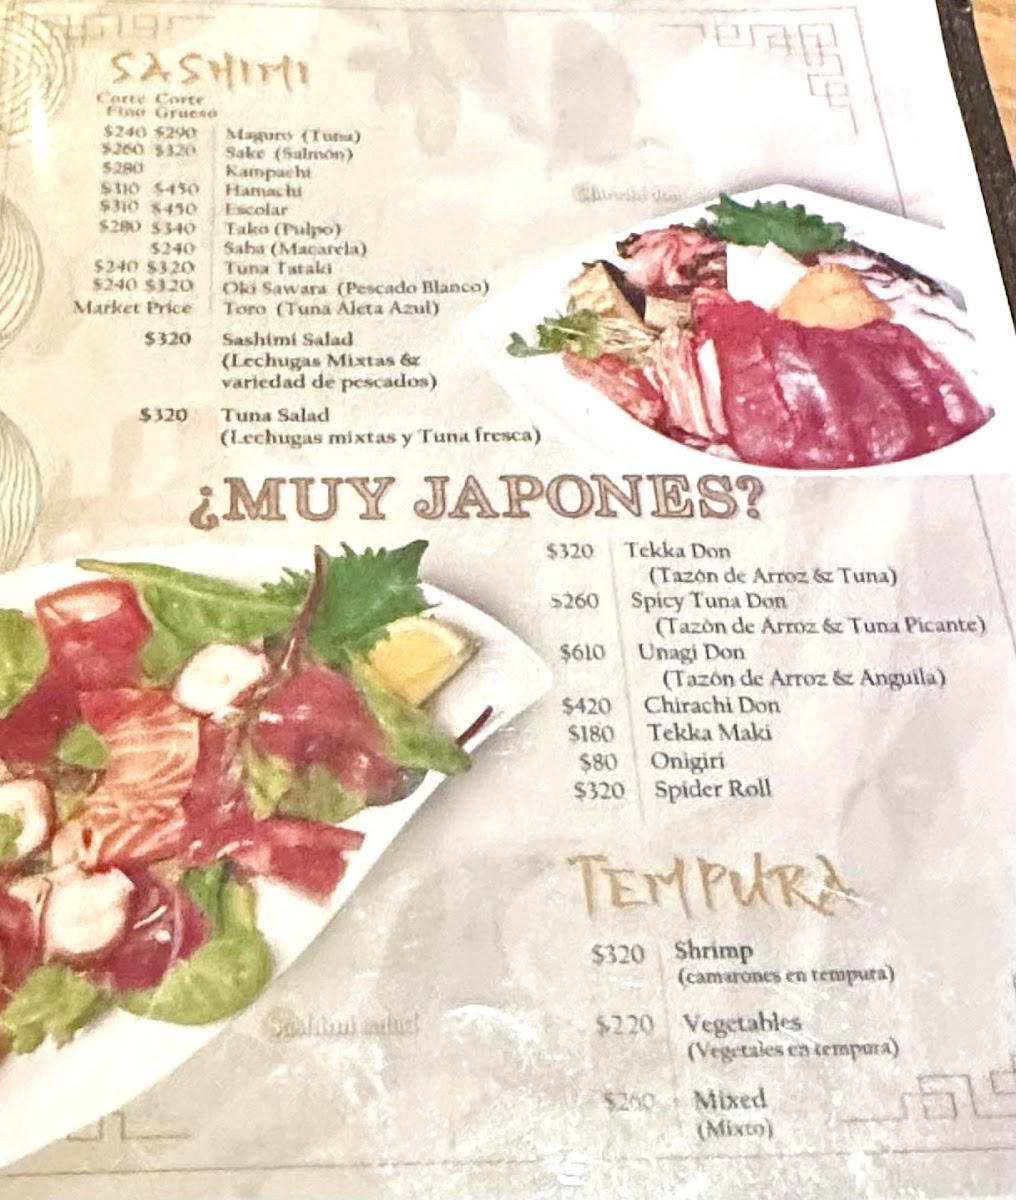 SASHIMI
Corte Corte
Fino Grueso
$240 $290 Maguro (Tuna)
$260 $320 Sake (Salmón)
$280 Kampachi
$310 $450 Hamachi
$310 $450 Escolar
$280 $340 Tako (Pulpo)
$240 Saba (Macarela)
$240 $320 Tuna Tataki
$240 $320 Oki Sawara (Pescado Blanco)
Market Price Toro (Tuna Aleta Azul)
$320 Sashimi Salad
(Lechugas Mixtas &
variedad de pescados)
$320 Tuna Salad
(Lechugas mixtas y Tuna fresca)
Chirashi don
¿MUY JAPONES?
$320 Tekka Don
(Tazón de Arroz & Tuna)
$260 Spicy Tuna Don
(Tazón de Arroz & Tuna Picante)
$610 Unagi Don
(Tazón de Arroz & Anguila)
$420 Chirachi Don
$180 Tekka Maki
$80 Onigiri
$320 Spider Roll
TEMPURA
$320 Shrimp
(camarones en tempura)
$220 Vegetables
(Vegetales en tempura)
$260 Mixed
(Mixto)
Sashimi salad